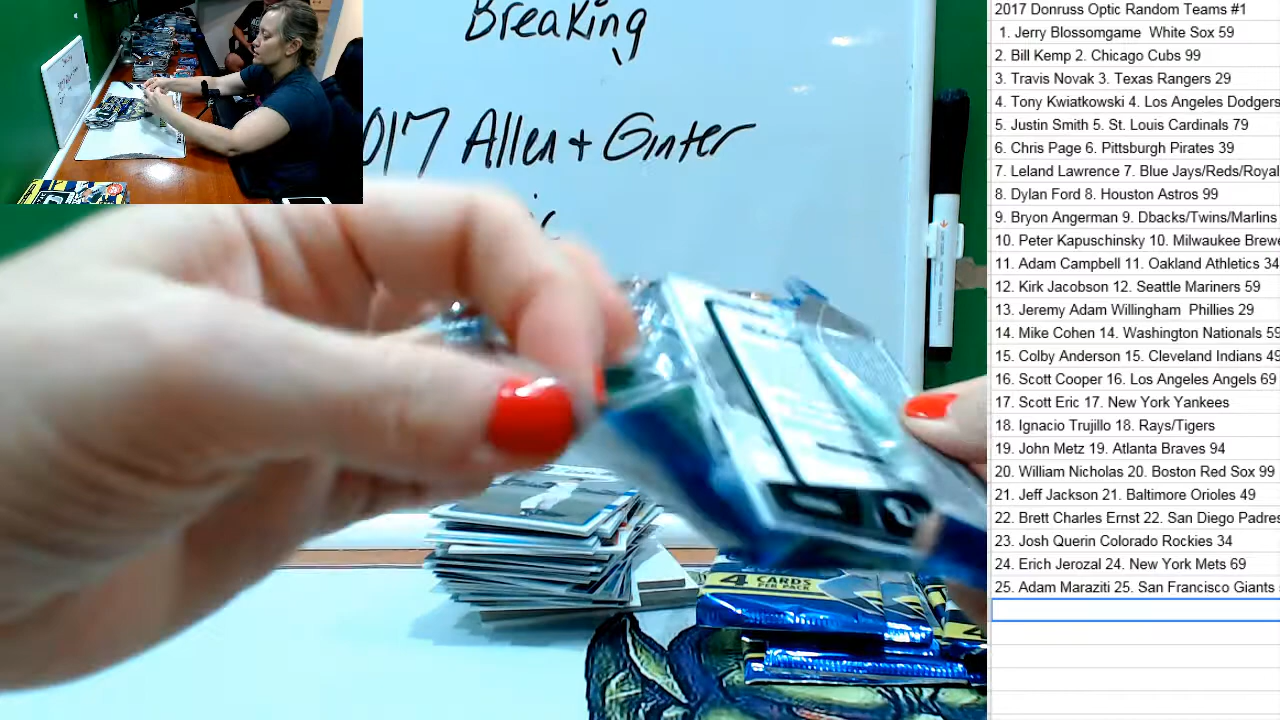 Breaking
017 Allen + Ginter
ic
4 CARDS
PER PACK
2017 Donruss Optic Random Teams #1
1. Jerry Blossomgame  White Sox 59
2. Bill Kemp 2. Chicago Cubs 99
3. Travis Novak 3. Texas Rangers 29
4. Tony Kwiatkowski 4. Los Angeles Dodgers
5. Justin Smith 5. St. Louis Cardinals 79
6. Chris Page 6. Pittsburgh Pirates 39
7. Leland Lawrence 7. Blue Jays/Reds/Royal
8. Dylan Ford 8. Houston Astros 99
9. Bryon Angerman 9. Dbacks/Twins/Marlins
10. Peter Kapuschinsky 10. Milwaukee Brewe
11. Adam Campbell 11. Oakland Athletics 34
12. Kirk Jacobson 12. Seattle Mariners 59
13. Jeremy Adam Willingham  Phillies 29
14. Mike Cohen 14. Washington Nationals 55
15. Colby Anderson 15. Cleveland Indians 49
16. Scott Cooper 16. Los Angeles Angels 69
17. Scott Eric 17. New York Yankees
18. Ignacio Trujillo 18. Rays/Tigers
19. John Metz 19. Atlanta Braves 94
20. William Nicholas 20. Boston Red Sox 99
21. Jeff Jackson 21. Baltimore Orioles 49
22. Brett Charles Ernst 22. San Diego Padres
23. Josh Querin Colorado Rockies 34
24. Erich Jerozal 24. New York Mets 69
25. Adam Maraziti 25. San Francisco Giants